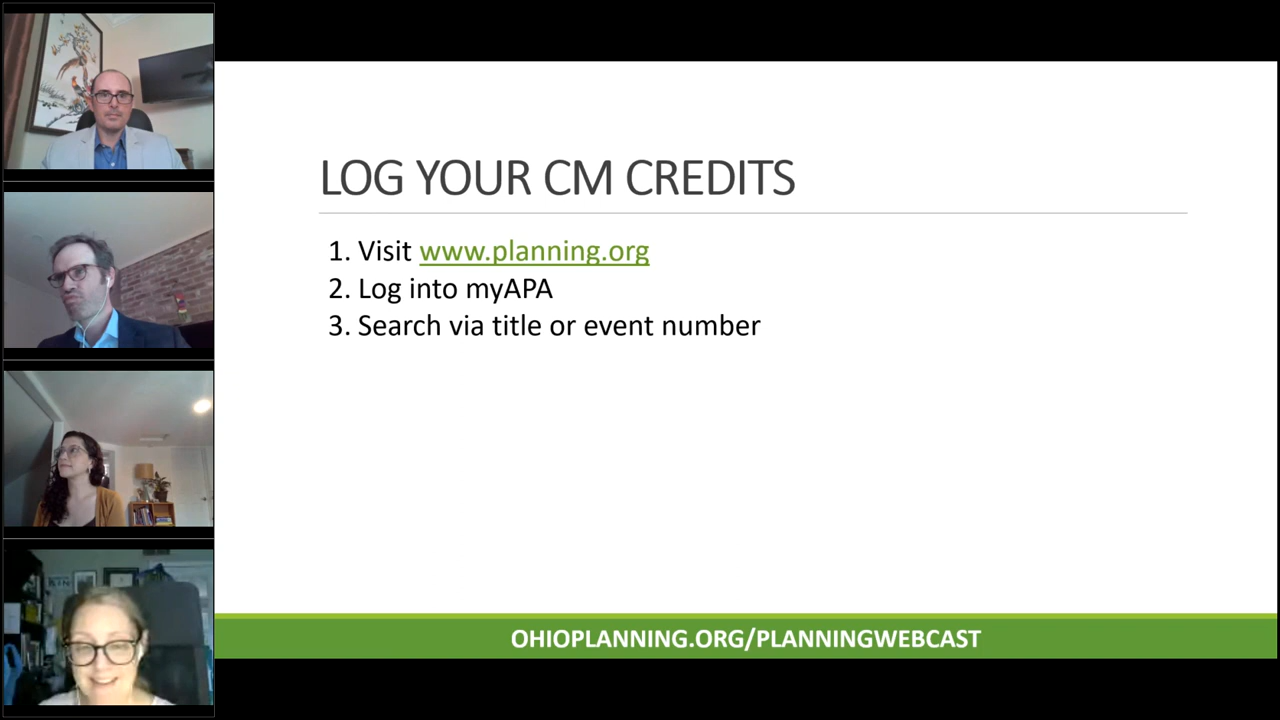 LOG YOUR CM CREDITS
1. Visit www.planning.org
2. Log into myAPA
3. Search via title or event number
OHIOPLANNING.ORG/PLANNINGWEBCAST